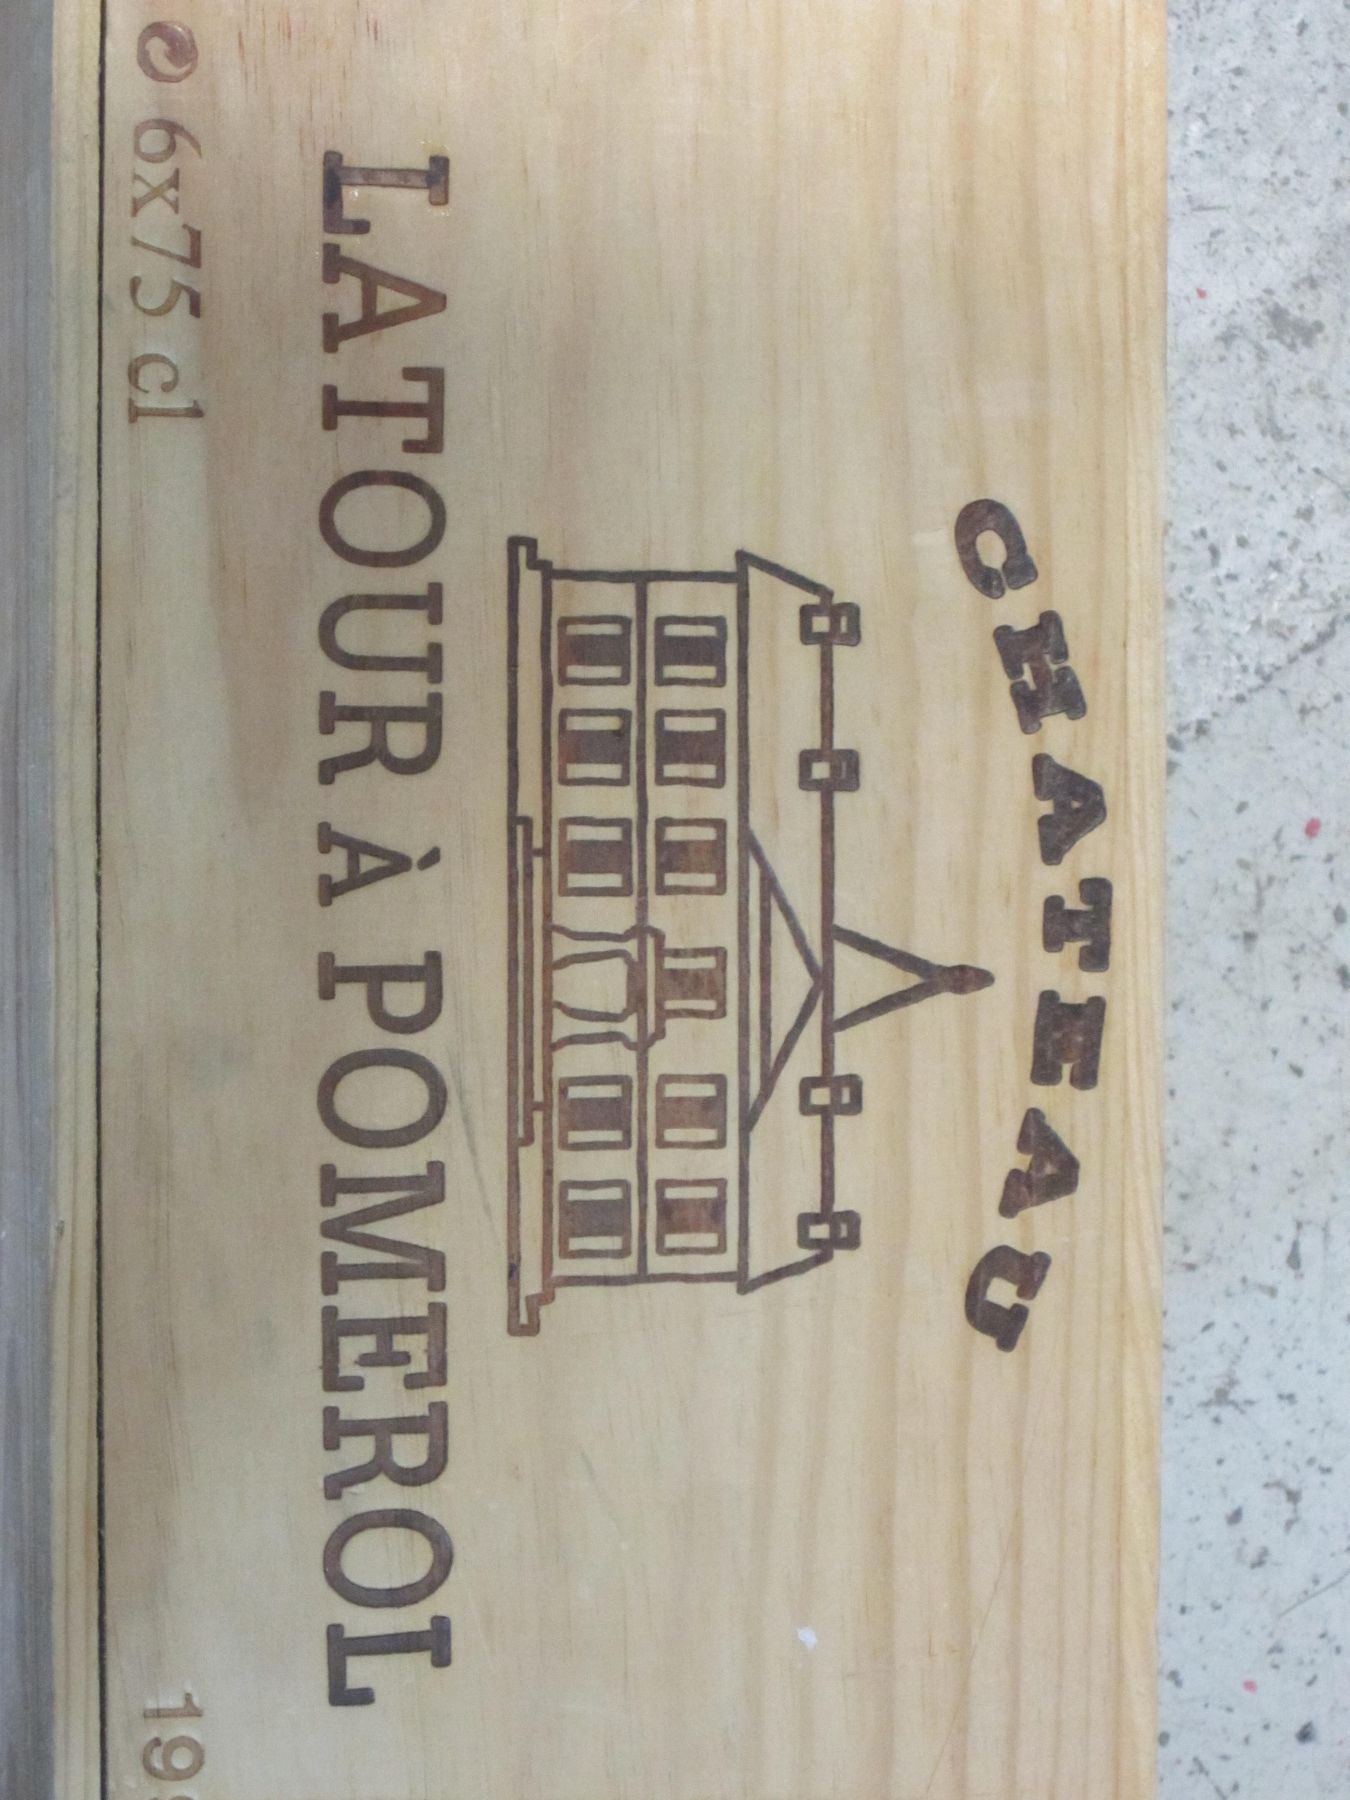 CHATEAU
LATOUR À POMEROL
6x75 cl